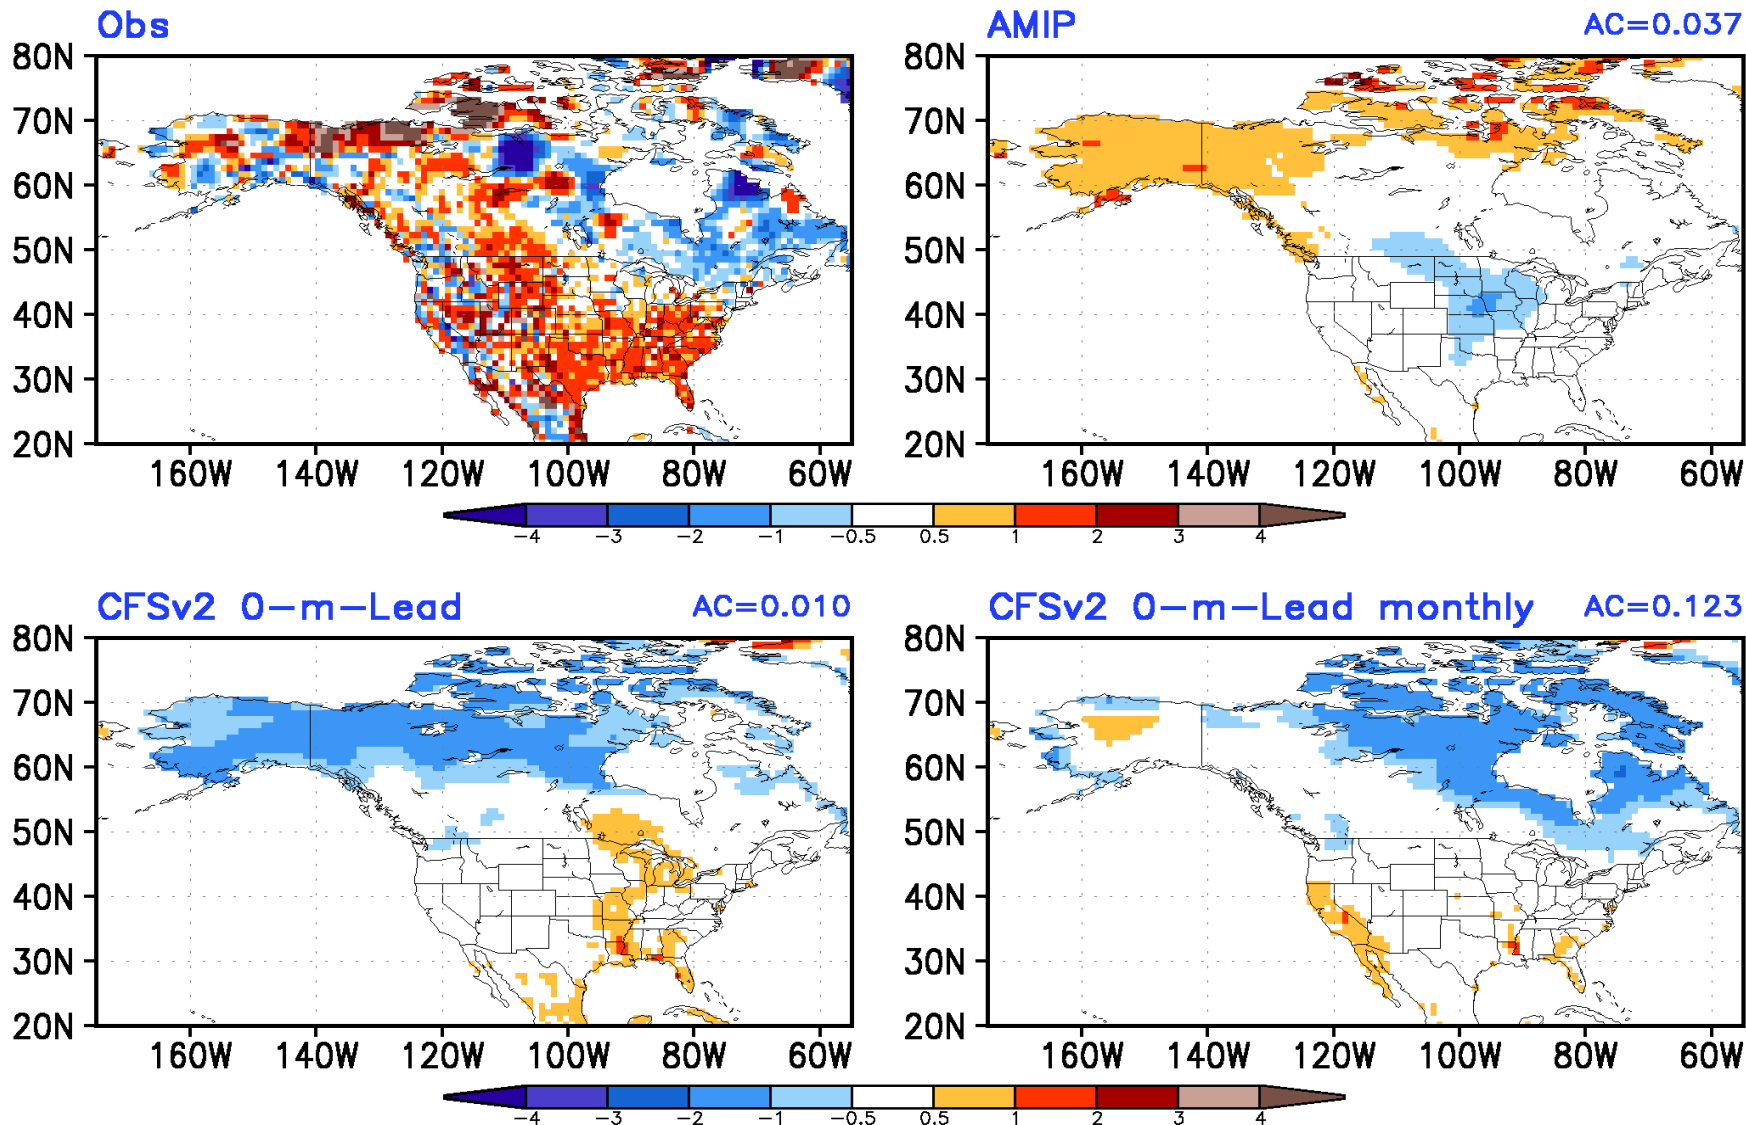 Obs
AMIP AC=0.037
80N 80N
70N 70N
60N 60N
50N 50N
40N 40N
30N 30N
20N 20N
160W 140W 120W 100W 80W 60W 160W 140W 120W 100W 80W 60W
−4 −3 −2 −1 −0.5 0.5 1 2 3 4
CFSv2 0−m−Lead AC=0.010
CFSv2 0−m−Lead monthly AC=0.123
80N 80N
70N 70N
60N 60N
50N 50N
40N 40N
30N 30N
20N 20N
160W 140W 120W 100W 80W 60W 160W 140W 120W 100W 80W 60W
−4 −3 −2 −1 −0.5 0.5 1 2 3 4